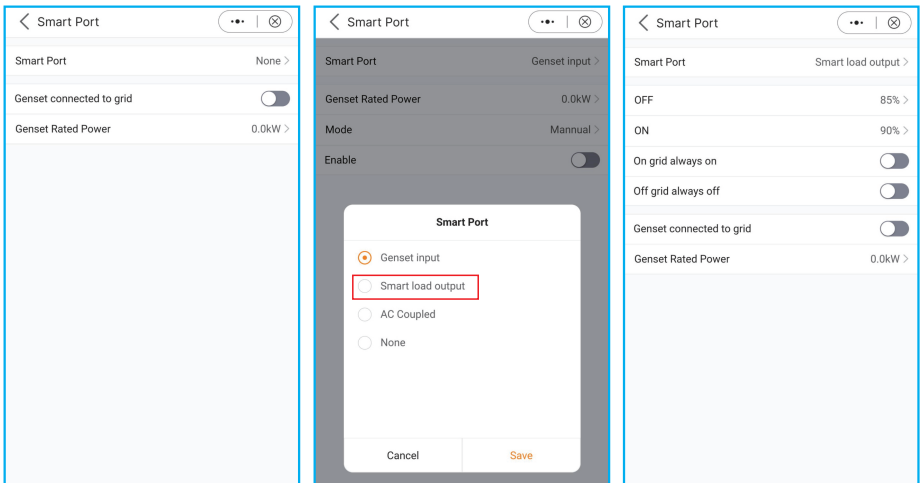 Smart Port
Smart Port None
Genset connected to grid
Genset Rated Power 0.0kW
Smart Port
Smart Port Genset input
Genset Rated Power 0.0kW
Mode Mannual
Enable
Smart Port
Genset input
Smart load output
AC Coupled
None
Cancel Save
Smart Port
Smart Port Smart load output
OFF 85%
ON 90%
On grid always on
Off grid always off
Genset connected to grid
Genset Rated Power 0.0kW